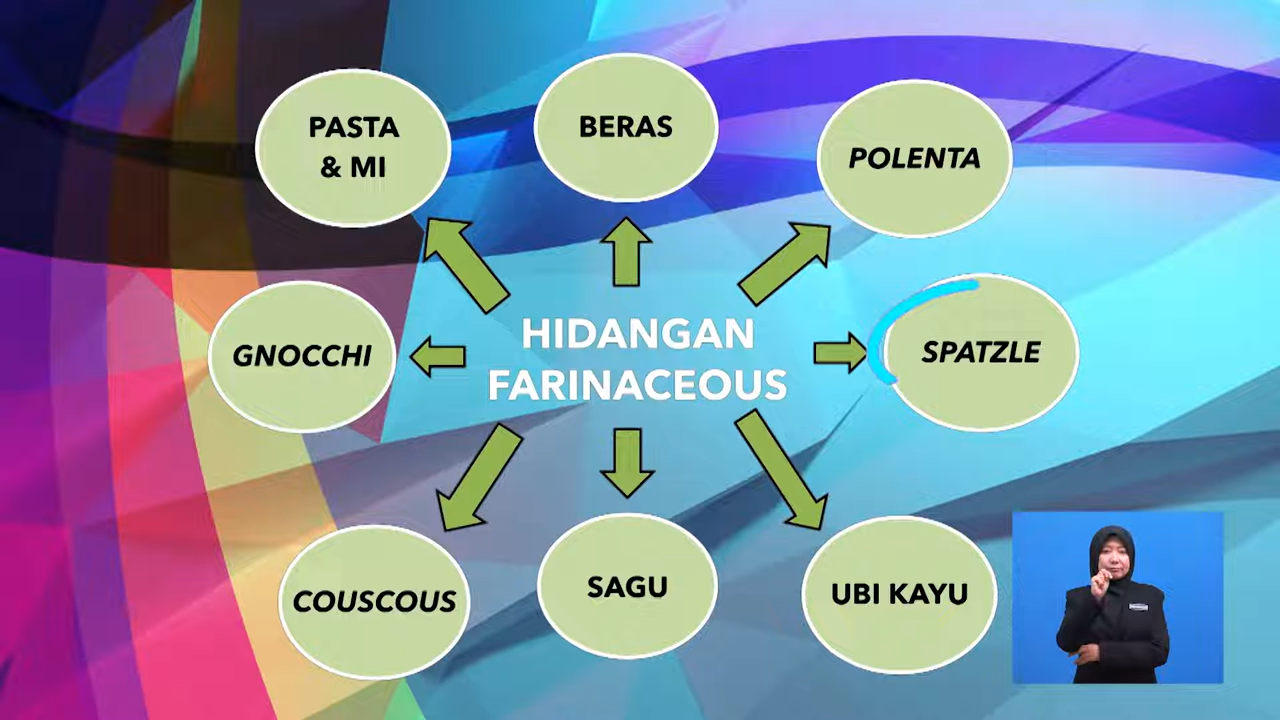 PASTA
& MI
BERAS
POLENTA
GNOCCHI
HIDANGAN
FARINACEOUS
SPATZLE
COUSCOUS
SAGU
UBI KAYU